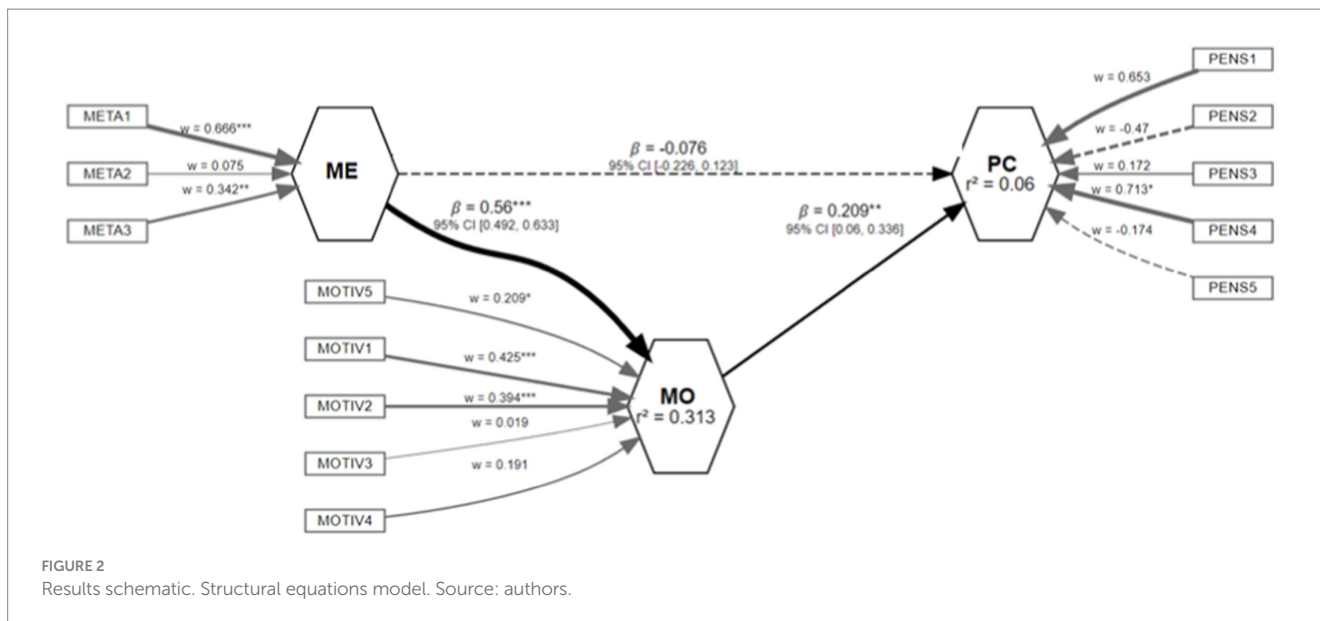 META1
w = 0.666***
META2
w = 0.075
w = 0.342**
META3
ME
β = -0.076
95% CI [-0.226, 0.123]
β = 0.56***
95% CI [0.492, 0.633]
β = 0.209**
95% CI [0.06, 0.336]
PC
r² = 0.06
PENS1
w = 0.653
PENS2
w = -0.47
PENS3
w = 0.172
w = 0.713*
PENS4
w = -0.174
PENS5
MOTIV5
w = 0.209*
MOTIV1
w = 0.425***
MOTIV2
w = 0.394***
w = 0.019
MOTIV3
w = 0.191
MOTIV4
MO
r² = 0.313
FIGURE 2
Results schematic. Structural equations model. Source: authors.